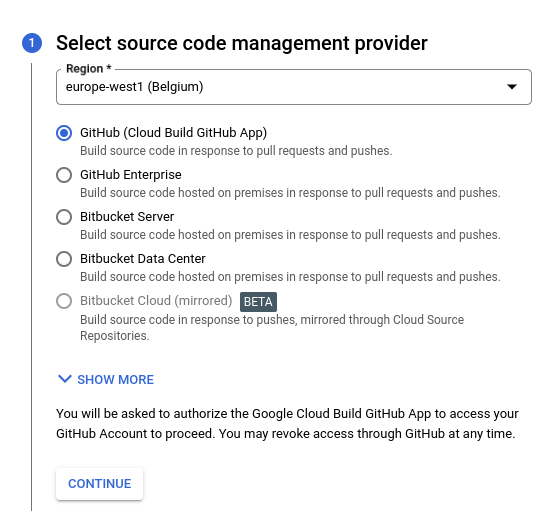 1 Select source code management provider
Region *
europe-west1 (Belgium)
GitHub (Cloud Build GitHub App)
Build source code in response to pull requests and pushes.
GitHub Enterprise
Build source code hosted on premises in response to pull requests and pushes.
Bitbucket Server
Build source code hosted on premises in response to pull requests and pushes.
Bitbucket Data Center
Build source code hosted on premises in response to pull requests and pushes.
Bitbucket Cloud (mirrored) BETA
Build source code in response to pushes, mirrored through Cloud Source
Repositories.
SHOW MORE
You will be asked to authorize the Google Cloud Build GitHub App to access your
GitHub Account to proceed. You may revoke access through GitHub at any time.
CONTINUE